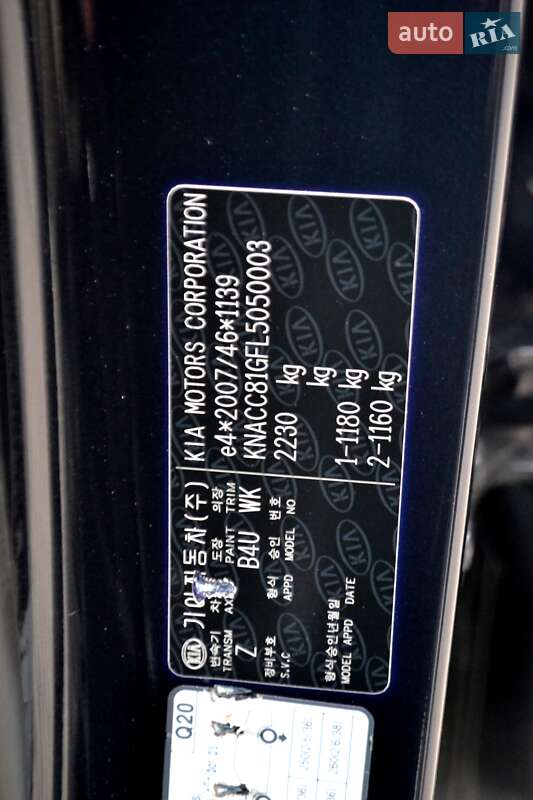 auto RIA .com
KIA 기아자동차(주) KIA MOTORS CORPORATION
변속기 도장 의장
TRANSM PAINT TRIM
e4*2007/46*1139
Z B4U WK
KNACC81GFL5050003
정비부호 형식 승인 번호
S.V.C APPD MODEL NO
2230 kg
kg
형식승인년월일
MODEL APPD DATE
1-1180 kg
2-1160 kg
Q20